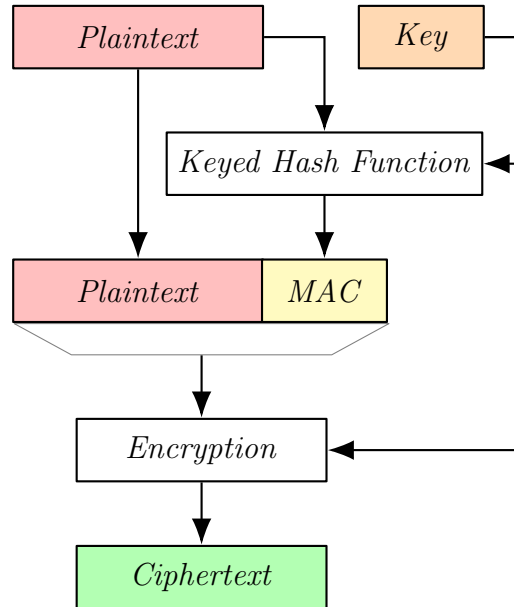 Plaintext
Key
Keyed Hash Function
Plaintext
MAC
Encryption
Ciphertext